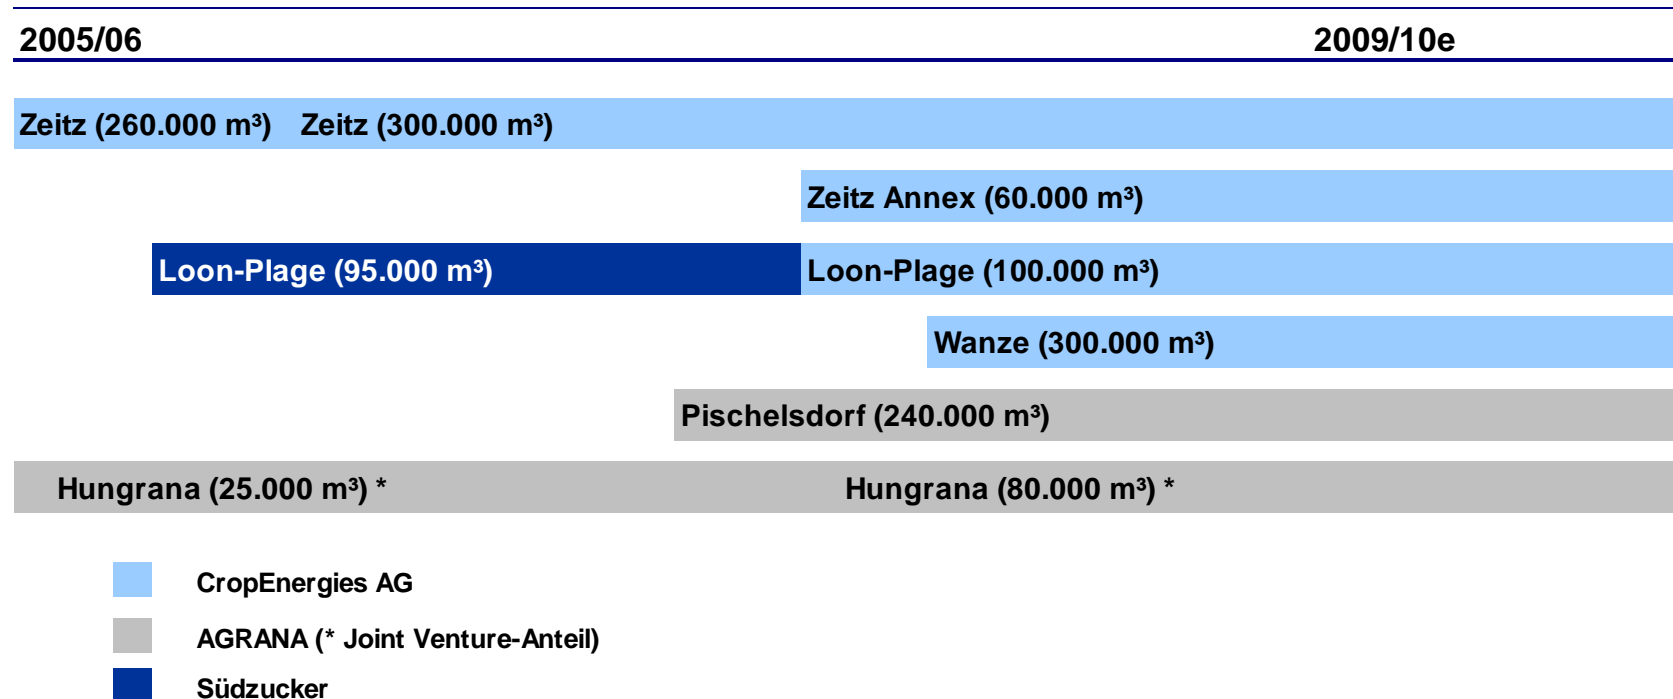 2005/06 2009/10e
Zeitz (260.000 m³) Zeitz (300.000 m³)
Zeitz Annex (60.000 m³)
Loon-Plage (95.000 m³) Loon-Plage (100.000 m³)
Wanze (300.000 m³)
Pischelsdorf (240.000 m³)
Hungrana (25.000 m³) * Hungrana (80.000 m³) *
CropEnergies AG
AGRANA (* Joint Venture-Anteil)
Südzucker